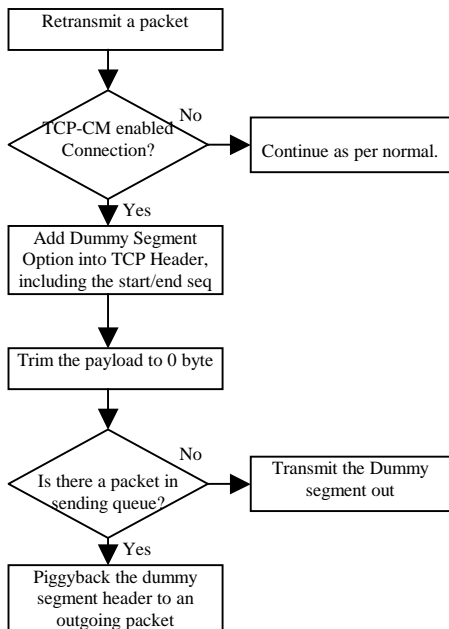 Retransmit a packet
No
TCP-CM enabled
Connection?
Continue as per normal.
Yes
Add Dummy Segment
Option into TCP Header,
including the start/end seq
Trim the payload to 0 byte
No
Is there a packet in
sending queue?
Transmit the Dummy
segment out
Yes
Piggyback the dummy
segment header to an
outgoing packet